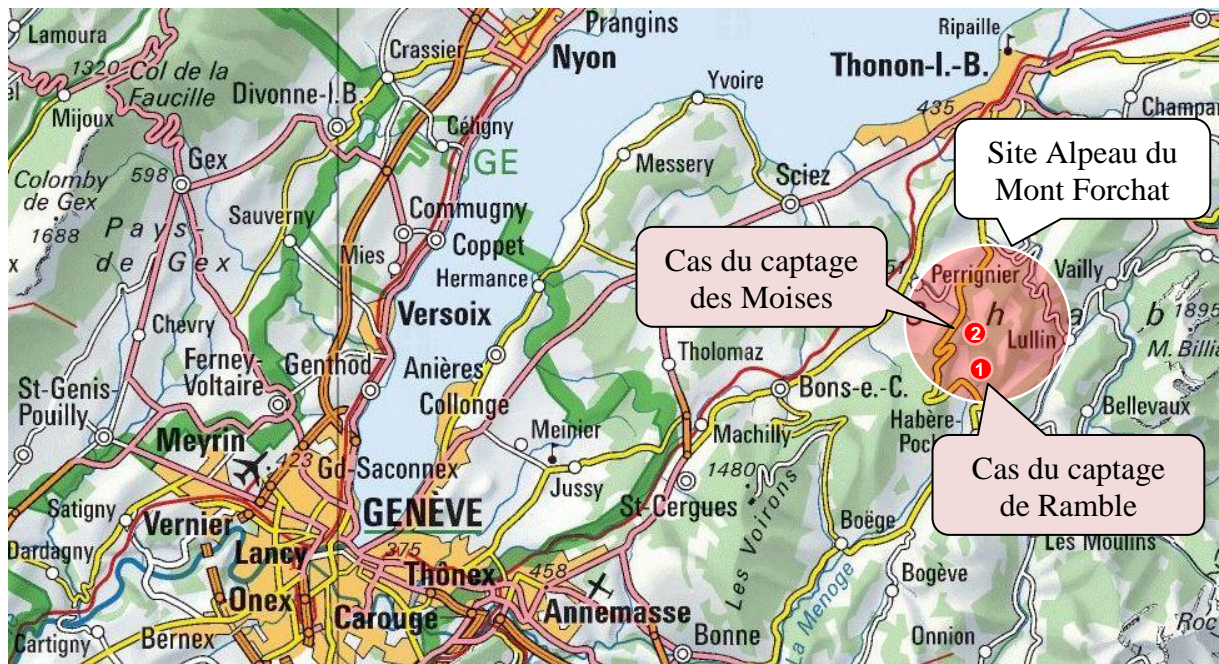 Prangins
Ripaille
Lamoura
Crassier
Nyon
Thonon-I.-B.
1320
Col de la
Faucille
Divonne-I.B.
Yvoire
435
Mijoux
Céligny
Champan
Gex
GE
Messery
Site Alpeau du
Mont Forchat
Colomby
de Gex
598
Sciez
1688
Pays-
de Gex
Sauverny
Commugny
Mies
Coppet
Hermance
Cas du captage
des Moises
Perrignier
Vailly
h
a
b
1895
Versoix
2
Lullin
M. Billia
Chevry
Ferney-
Voltaire
Genthod
Anières
Tholomaz
1
St-Genis-
Pouilly
Collonge
Bons-e.-C.
Bellevaux
Meyrin
Meinier
Machilly
Habère-
Poch
423
Gd-Saconnex
1480
Cas du captage
de Ramble
Satigny
Jussy
St-Cergues
Vernier
GENÈVE
Les Voirons
Boëge
Les Moulins
Dardagny
Lancy
375
Thônex
458
La Menoge
Bogève
Onex
Carouge
Annemasse
Roc
Cartigny
Bernex
Bonne
Onnion